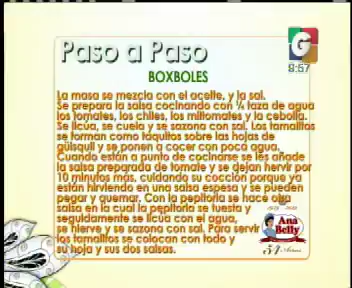 Paso a Paso
G
8:57
BOXBOLES
La masa se mezcla con el aceite, y la sal.
Se prepara la salsa cocinando con ¼ taza de agua
los tomates, los chiles, los miltomates y la cebolla.
Se licúa, se cuela y se sazona con sal. Los tamalitos
se forman como taquitos sobre las hojas de
güisquil y se ponen a cocer con poca agua.
Cuando están a punto de cocinarse se les añade
la salsa preparada de tomate y se dejan hervir por
10 minutos más, cuidando su cocción porque ya
están hirviendo en una salsa espesa y se pueden
pegar y quemar. Con la pepitoria se hace otra
salsa en la cual la pepitoria se tuesta y
seguidamente se licua con el agua,
se hierve y se sazona con sal. Para servir
los tamalitos se colocan con todo y
su hoja y sus dos salsas.
Ana
Belly
54 Años